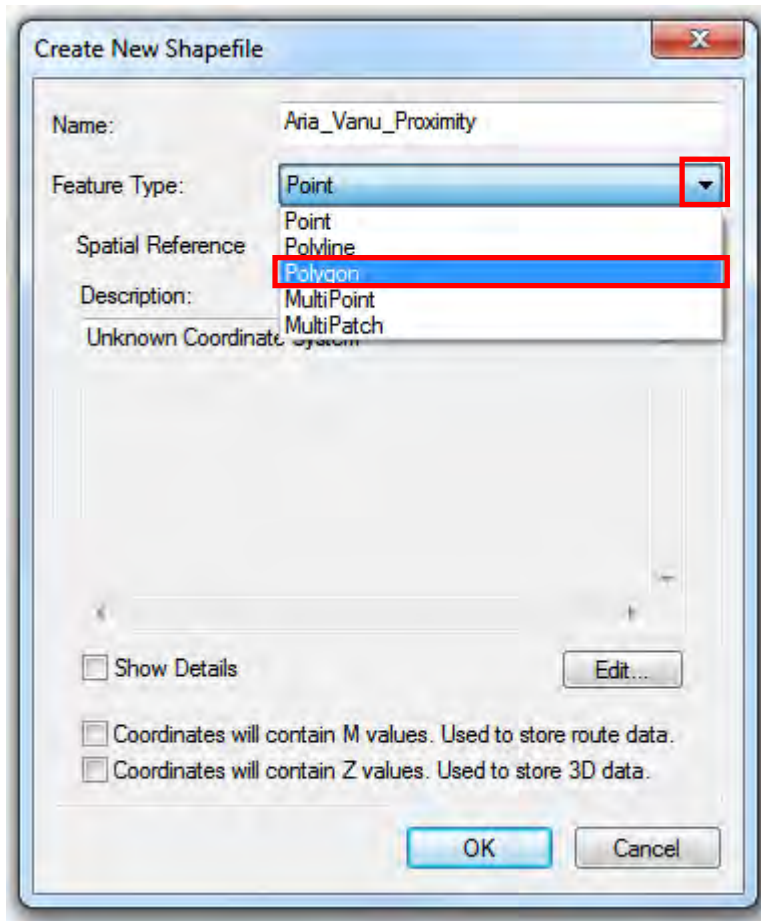 Create New Shapefile
Name: Aria_Vanu_Proximity
Feature Type: Point
Point
Spatial Reference
Polyline
Polygon
Description:
MultiPoint
MultiPatch
Unknown Coordinate System
Show Details
Edit...
Coordinates will contain M values. Used to store route data.
Coordinates will contain Z values. Used to store 3D data.
OK Cancel